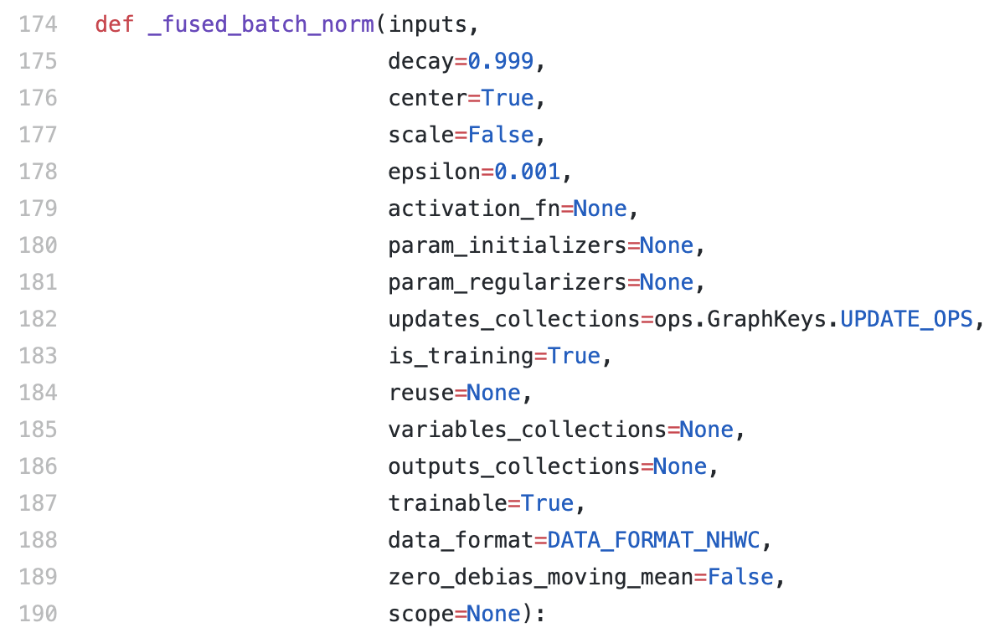 174 def _fused_batch_norm(inputs,
175 decay=0.999,
176 center=True,
177 scale=False,
178 epsilon=0.001,
179 activation_fn=None,
180 param_initializers=None,
181 param_regularizers=None,
182 updates_collections=ops.GraphKeys.UPDATE_OPS,
183 is_training=True,
184 reuse=None,
185 variables_collections=None,
186 outputs_collections=None,
187 trainable=True,
188 data_format=DATA_FORMAT_NHWC,
189 zero_debias_moving_mean=False,
190 scope=None):